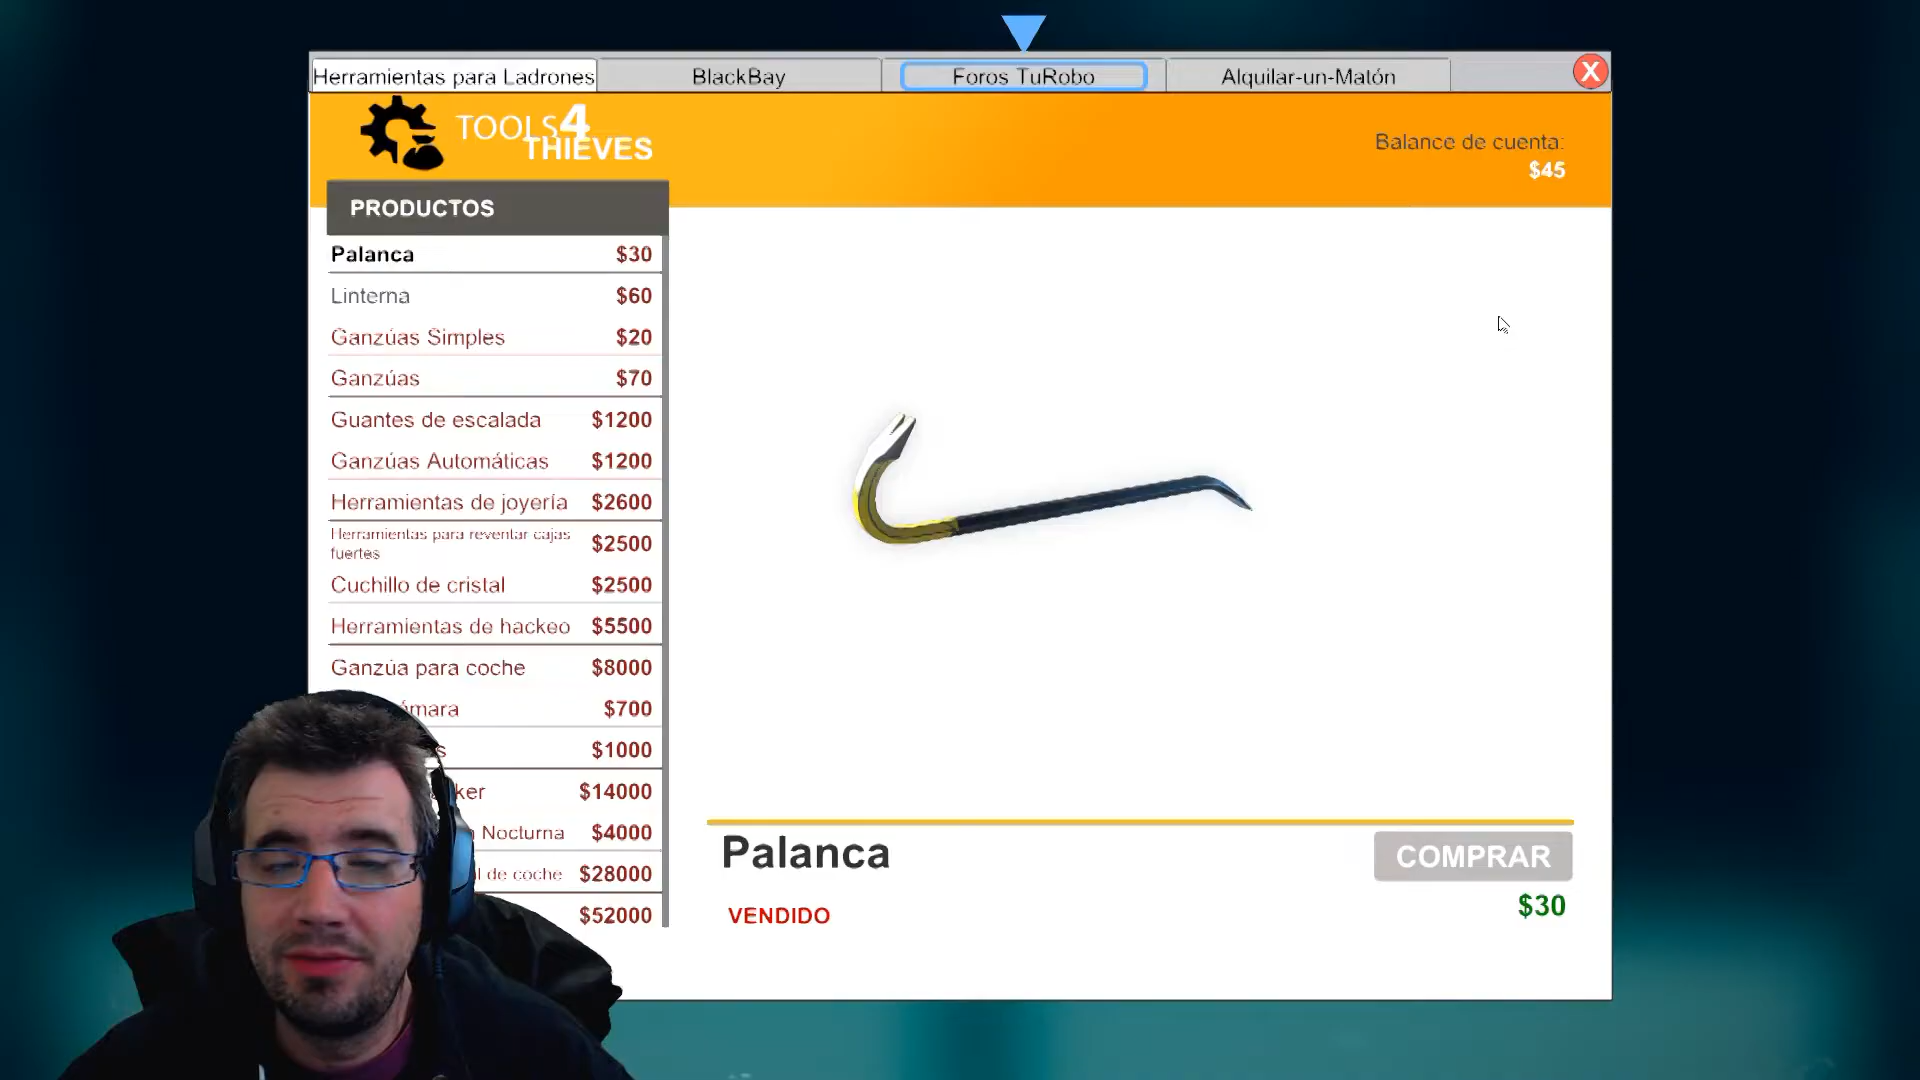 Herramientas para Ladrones
BlackBay
Foros TuRobo
Alquilar-un-Matón
X
TOOLS4
THIEVES
Balance de cuenta:
$45
PRODUCTOS
Palanca $30
Linterna $60
Ganzúas Simples $20
Ganzúas $70
Guantes de escalada $1200
Ganzúas Automáticas $1200
Herramientas de joyería $2600
Herramientas para reventar cajas
fuertes $2500
Cuchillo de cristal $2500
Herramientas de hackeo $5500
Ganzúa para coche $8000
$700
$1000
$14000
Nocturna $4000
de coche $28000
$52000
Palanca
COMPRAR
VENDIDO
$30